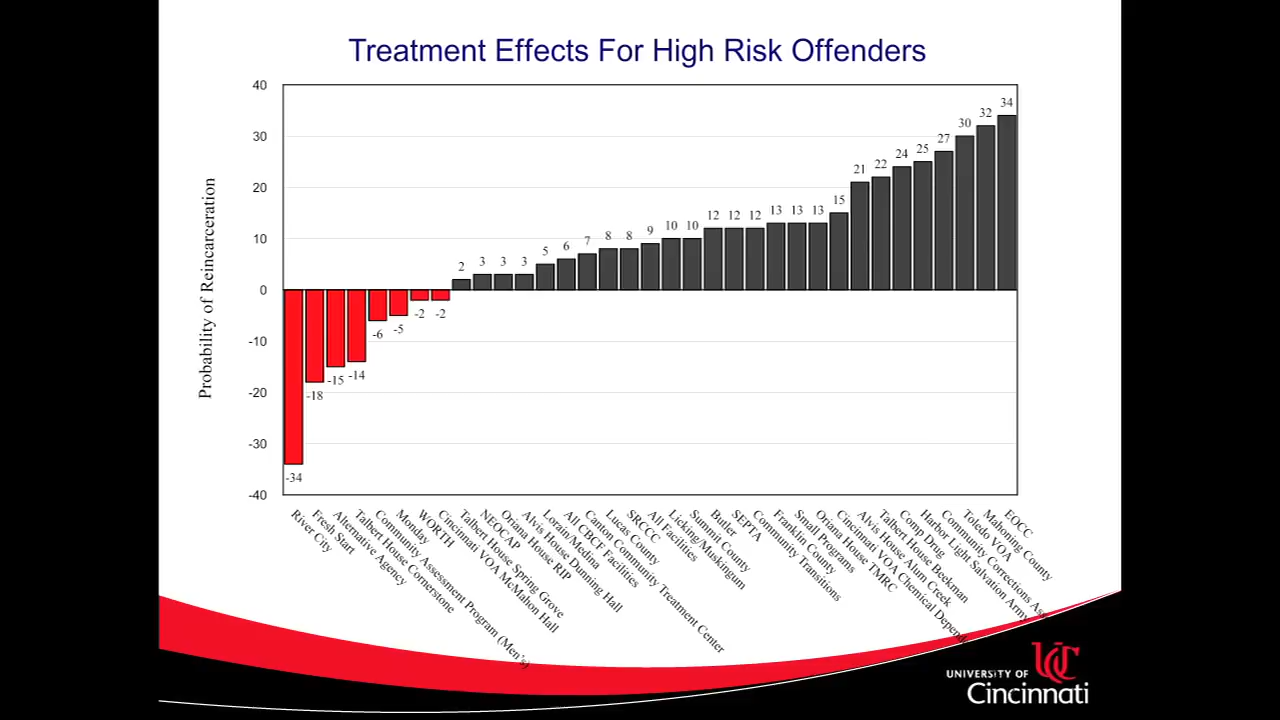 Treatment Effects For High Risk Offenders
Probability of Reincarceration
40
30
20
10
0
-10
-20
-30
-40
-34
-18
-15
-14
-6
-5
-2
-2
2
3
3
3
5
6
7
8
8
9
10
10
12
12
12
13
13
13
15
21
22
24
25
27
30
32
34
River City
Fresh Start
Alternative Agency
Talbert House Cornerstone
Community Assessment Program (Men's)
Monday
WORTH
Cincinnati VOA McMahon Hall
Talbert House Spring Grove
NEOCAP
Oriana House RIP
Alvis House Dunning Hall
Lorain/Medina
All CBCF Facilities
Canton Community Treatment Center
Lucas County
SRCCC
All Facilities
Licking/Muskingum
Summit County
Butler
SEPTA
Community Transitions
Franklin County
Small Programs
Oriana House TMRC
Cincinnati VOA Chemical
Alvis House Alum Creek
Talbert House Beekman
Comp Drug
Harbor Light Salvation Army
Community Corrections
Toledo VOA
Mahoning County
EOCC
UC
UNIVERSITY OF
Cincinnati